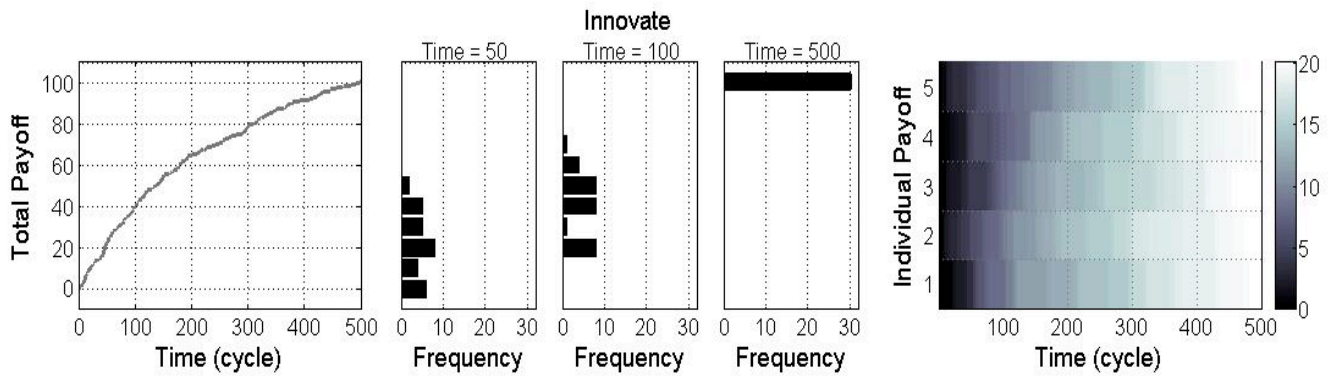 Innovate
Time = 50
Time = 100
Time = 500
Total Payoff
100
80
60
40
20
0
0 100 200 300 400 500
Time (cycle)
0 10 20 30
Frequency
0 10 20 30
Frequency
0 10 20 30
Frequency
Individual Payoff
5
4
3
2
1
100 200 300 400 500
Time (cycle)
20
15
10
5
0